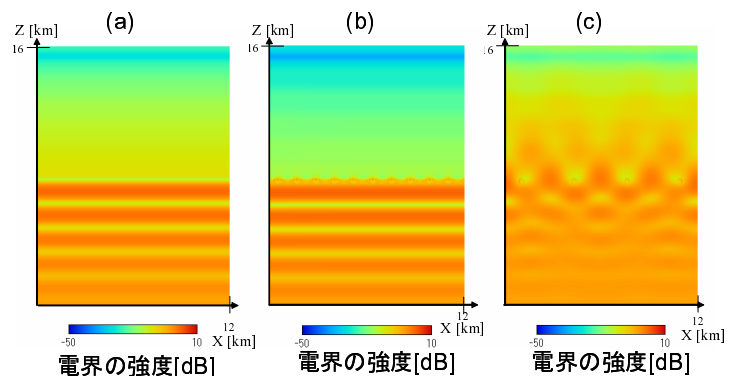 (a) (b) (c)
Z [km] Z [km] Z [km]
16 16 16
12 12 12
X [km] X [km] X [km]
-50 10 -50 10 -50 10
電界の強度[dB] 電界の強度[dB] 電界の強度[dB]